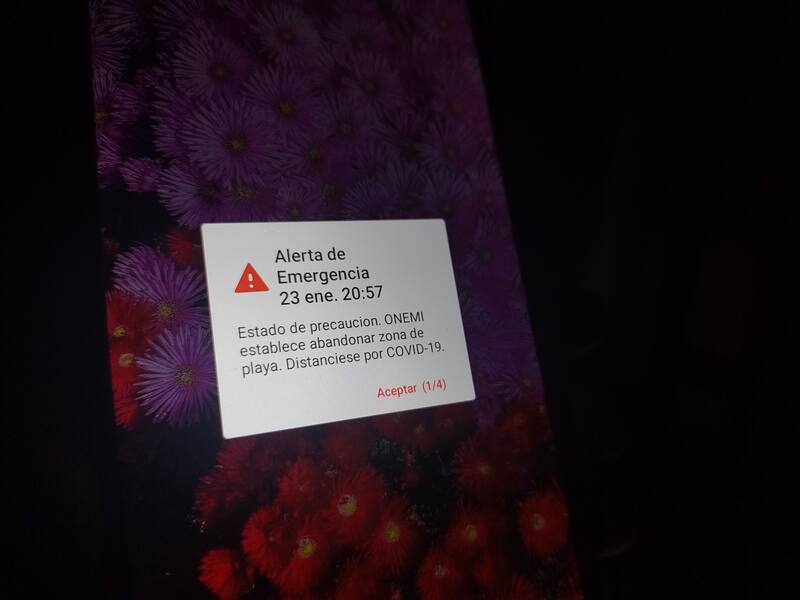 Alerta de
Emergencia
23 ene. 20:57
Estado de precaucion. ONEMI
establece abandonar zona de
playa. Distanciese por COVID-19.
Aceptar (1/4)